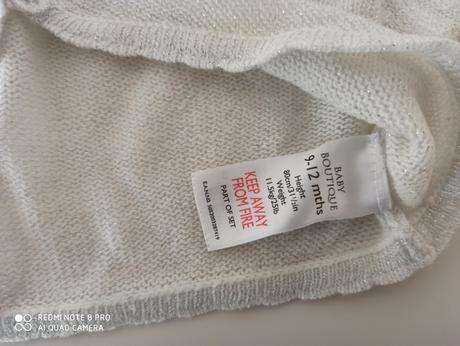 BABY
BOUTIQUE
9-12 mths
Height
80cm/31½in
Weight
11.5kg/25lb
KEEP AWAY
FROM FIRE
PART OF SET
REDMI NOTE 8 PRO
AI QUAD CAMERA